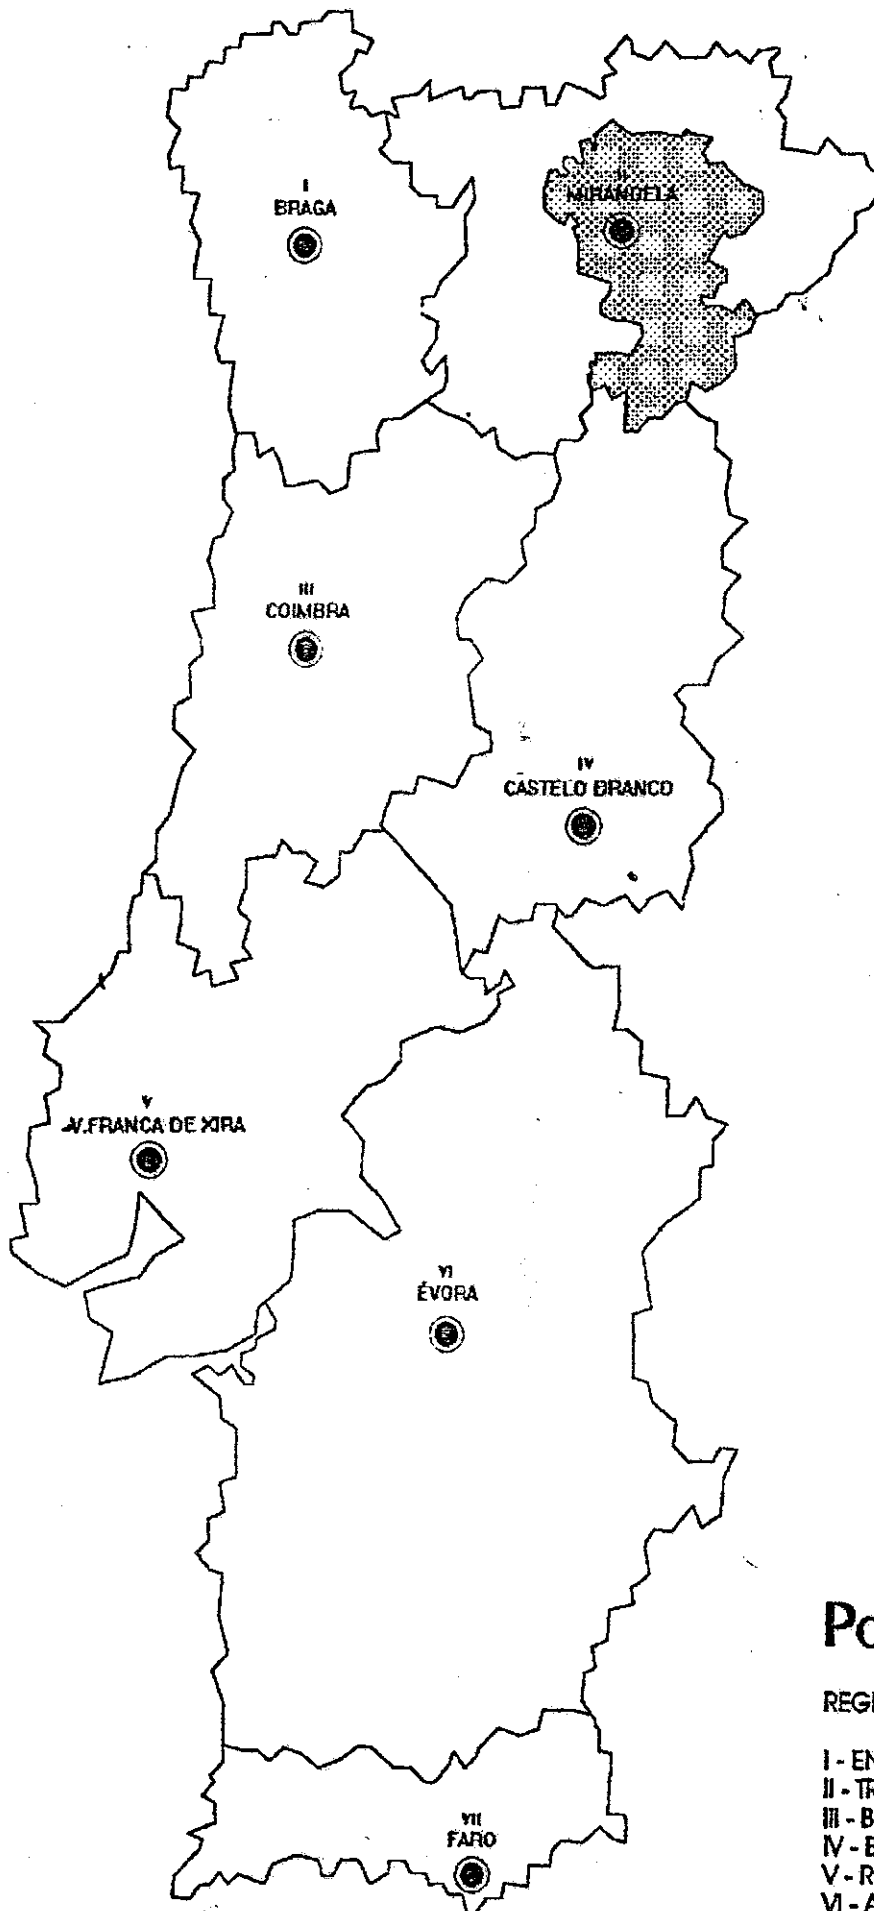 I
BRAGA
II
MIRANDELA
III
COIMBRA
IV
CASTELO BRANCO
V
V.FRANCA DE XIRA
VI
ÉVORA
VII
FARO
Po
REGI
I - EN
II - TR
III - B
IV - B
V - R
VI - A